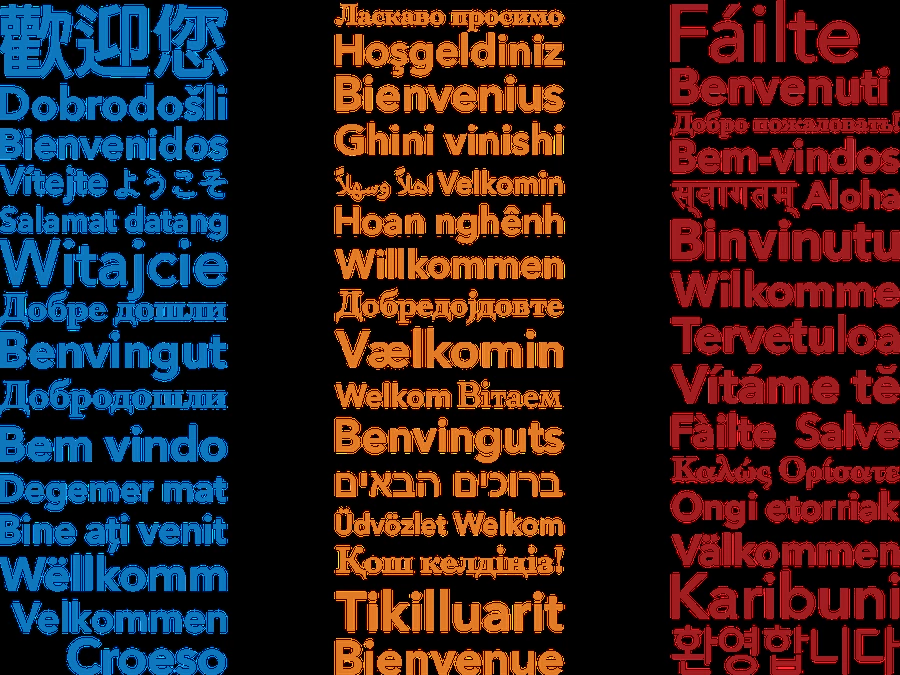 歡迎您
Dobrodošli
Bienvenidos
Vítejte ようこそ
Salamat datang
Witajcie
Добре дошли
Benvingut
Добродошли
Bem vindo
Degemer mat
Bine ați venit
Wëllkomm
Velkommen
Croeso
Ласкаво просимо
Hoşgeldiniz
Bienvenius
Ghini vinishi
اهلاً وسهلاً Velkomin
Hoan nghênh
Willkommen
Добредојдовте
Vælkomin
Welkom Вітаем
Benvinguts
ברוכים הבאים
Üdvözlet Welkom
Қош келдіңіз!
Tikilluarit
Bienvenue
Fáilte
Benvenuti
Добро пожаловать!
Bem-vindos
स्वागतम् Aloha
Binvinutu
Wilkomme
Tervetuloa
Vítáme tĕ
Fàilte Salve
Καλώς Ορίσατε
Ongi etorriak
Välkommen
Karibuni
환영합니다